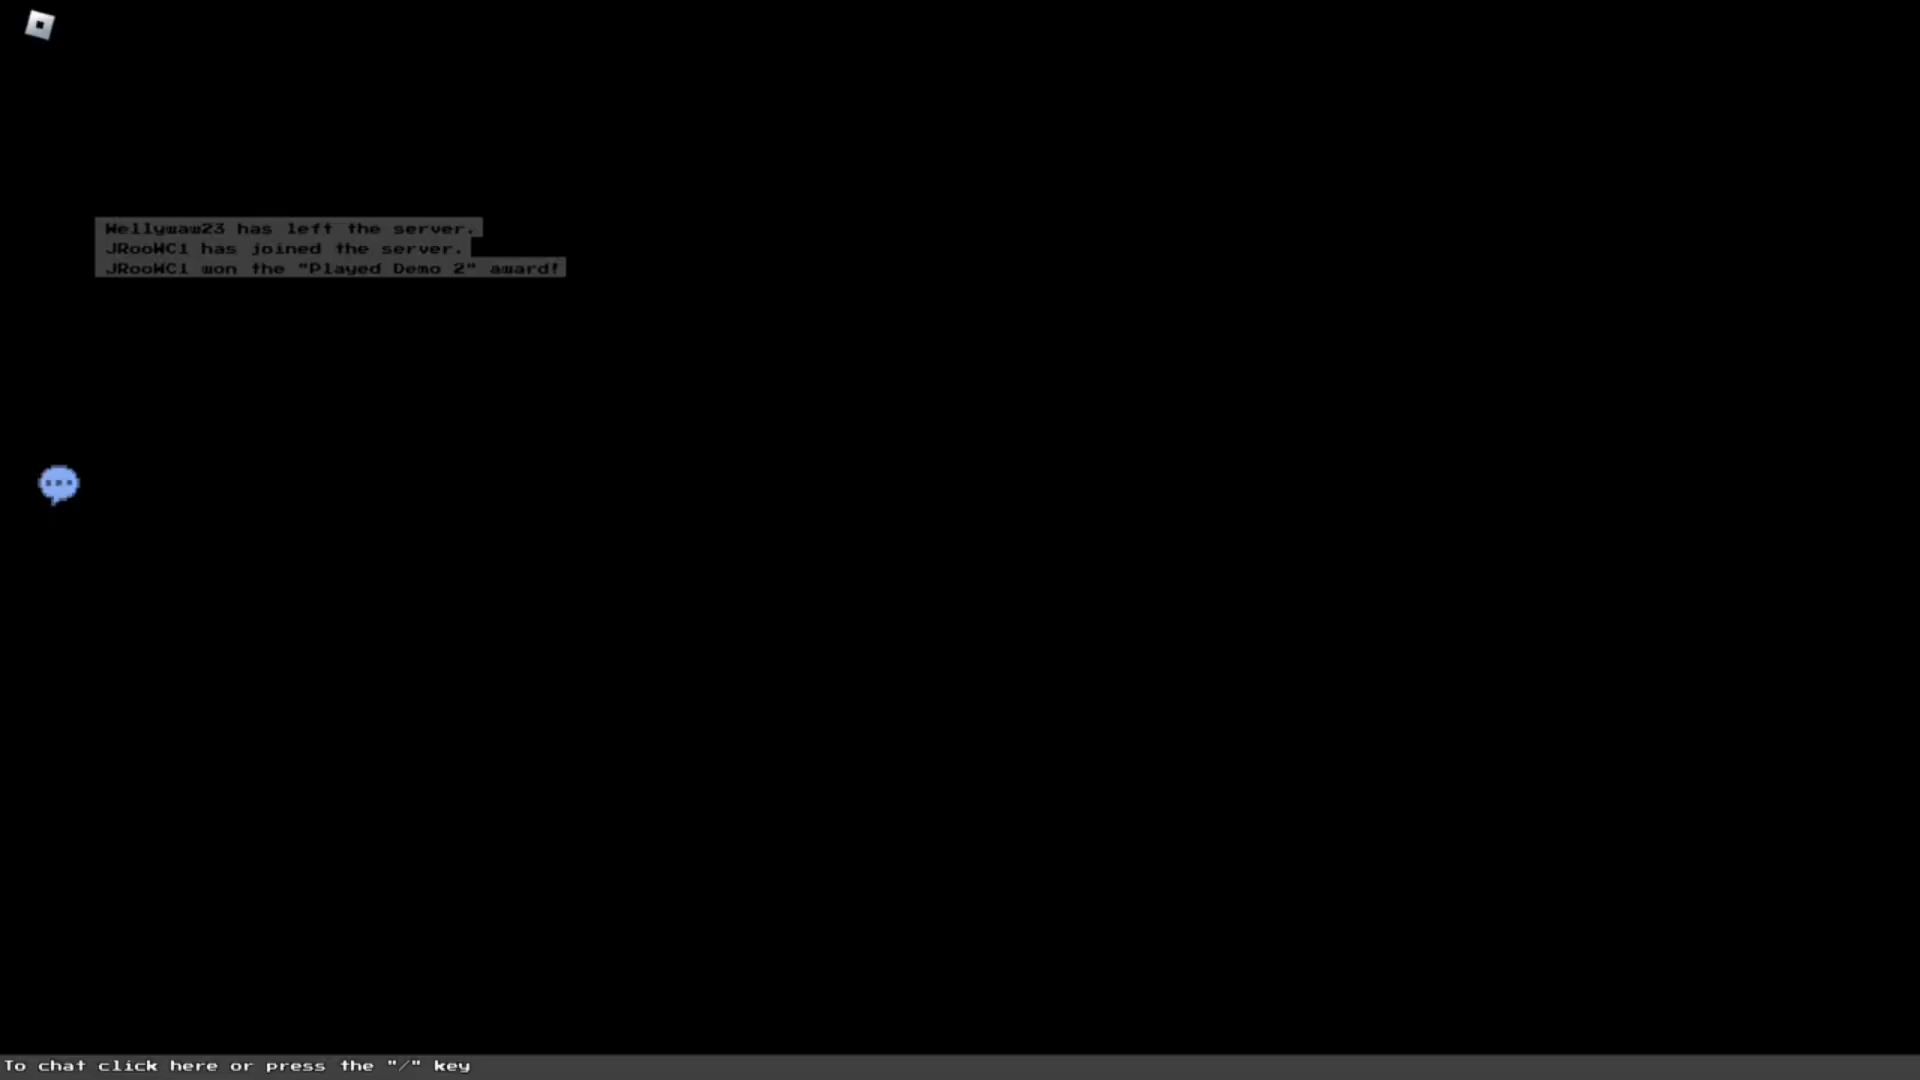 Wellywaw23 has left the server.
JRooWC1 has joined the server.
JRooWC1 won the "Played Demo 2" award!
To chat click here or press the "/" key